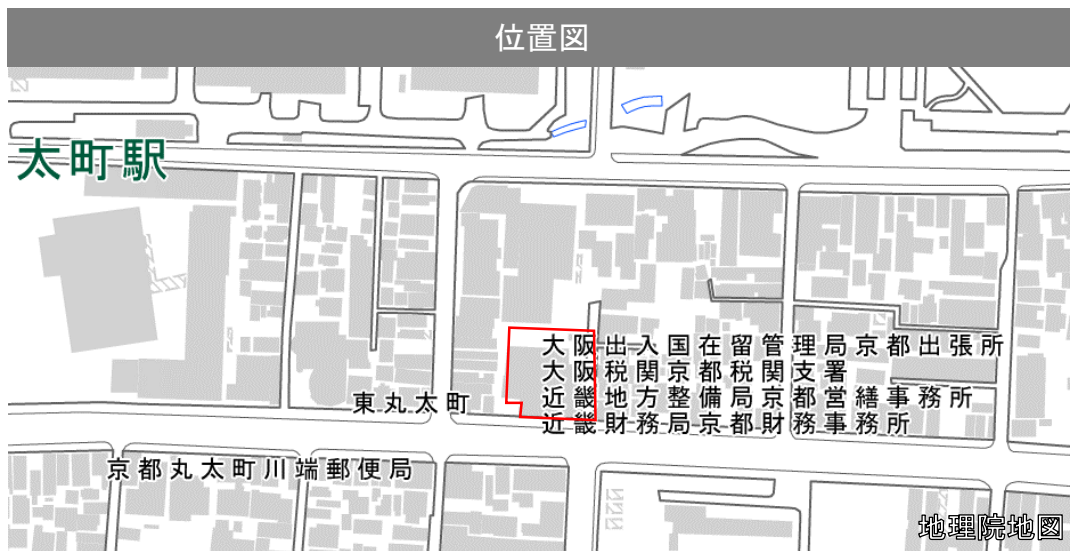 位置図
太町駅
大阪出入国在留管理局京都出張所
大阪税関京都税関支署
近畿地方整備局京都営繕事務所
東丸太町
近畿財務局京都財務事務所
京都丸太町川端郵便局
地理院地図